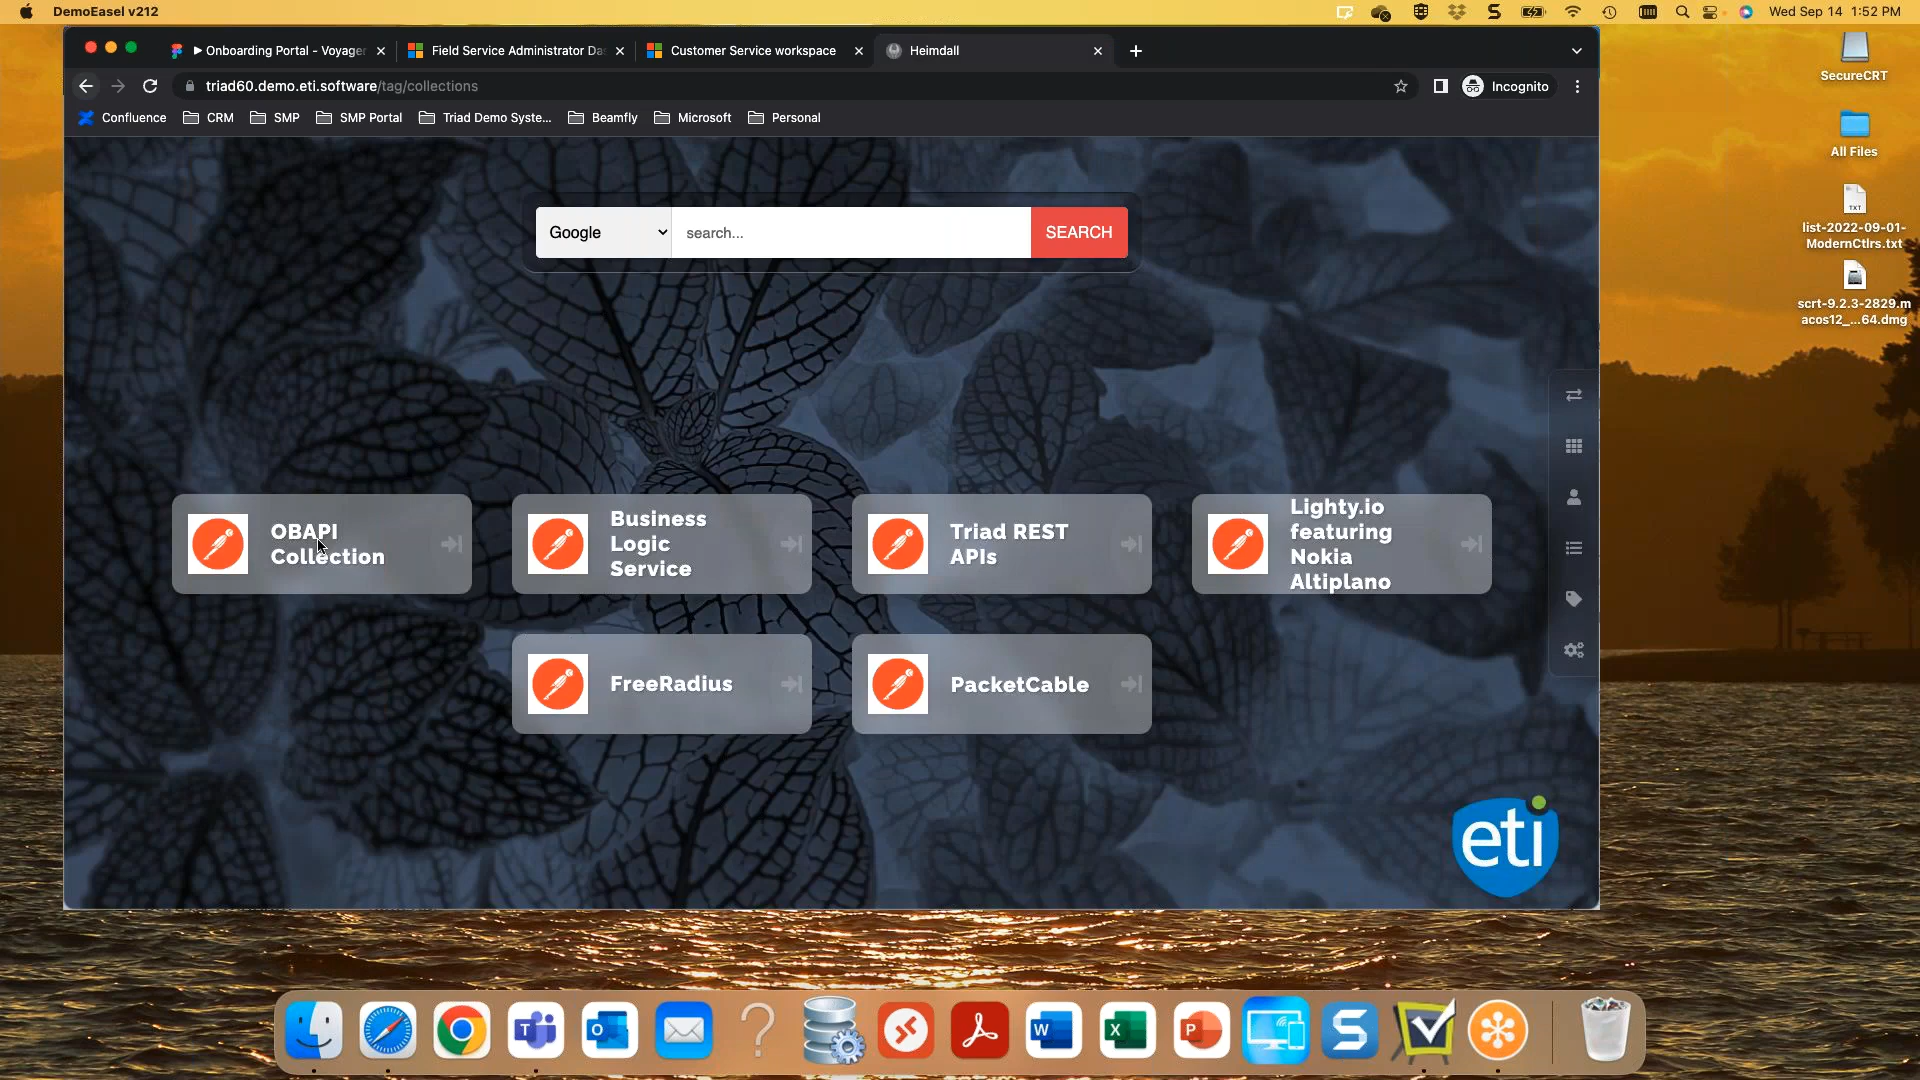 DemoEasel v212
Wed Sep 14 1:52 PM
Onboarding Portal - Voyager
Field Service Administrator Da
Customer Service workspace
Heimdall
triad60.demo.eti.software/tag/collections
Incognito
Confluence
CRM
SMP
SMP Portal
Triad Demo Syste...
Beamfly
Microsoft
Personal
SecureCRT
All Files
TXT
list-2022-09-01-
ModernCtlrs.txt
scrt-9.2.3-2829.m
acos12_...64.dmg
Google
search...
SEARCH
OBAPI
Collection
Business
Logic
Service
Triad REST
APIs
Lighty.io
featuring
Nokia
Altiplano
FreeRadius
PacketCable
eti